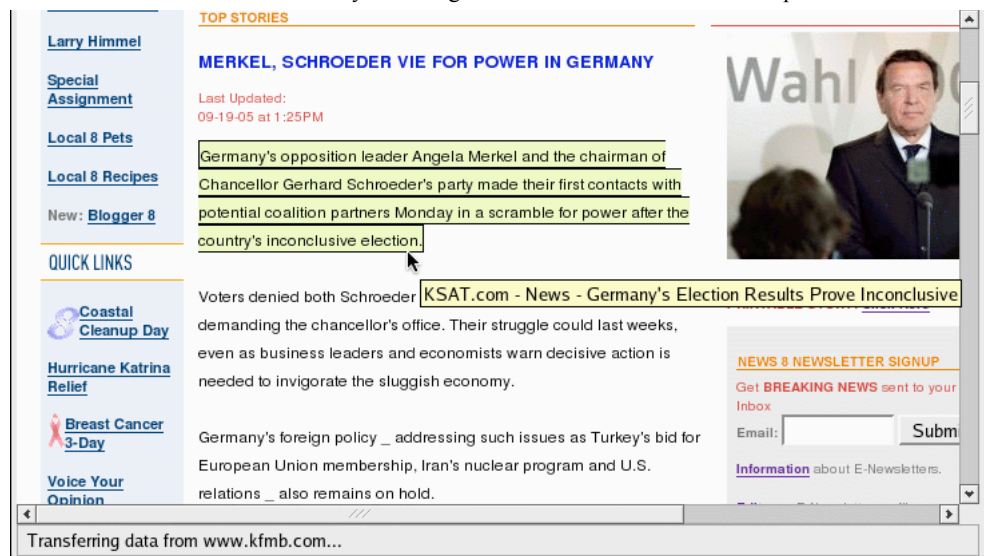 TOP STORIES
Larry Himmel
Special
Assignment
Local 8 Pets
Local 8 Recipes
New: Blogger 8
QUICK LINKS
Coastal
Cleanup Day
Hurricane Katrina
Relief
Breast Cancer
3-Day
Voice Your
Opinion
MERKEL, SCHROEDER VIE FOR POWER IN GERMANY
Last Updated:
09-19-05 at 1:25PM
Germany's opposition leader Angela Merkel and the chairman of
Chancellor Gerhard Schroeder's party made their first contacts with
potential coalition partners Monday in a scramble for power after the
country's inconclusive election.
KSAT.com - News - Germany's Election Results Prove Inconclusive
Voters denied both Schroeder
demanding the chancellor's office. Their struggle could last weeks,
even as business leaders and economists warn decisive action is
needed to invigorate the sluggish economy.
Germany's foreign policy _ addressing such issues as Turkey's bid for
European Union membership, Iran's nuclear program and U.S.
relations _ also remains on hold.
Wahl
NEWS 8 NEWSLETTER SIGNUP
Get BREAKING NEWS sent to your
Inbox
Email:
Submi
Information about E-Newsletters.
Transferring data from www.kfmb.com...